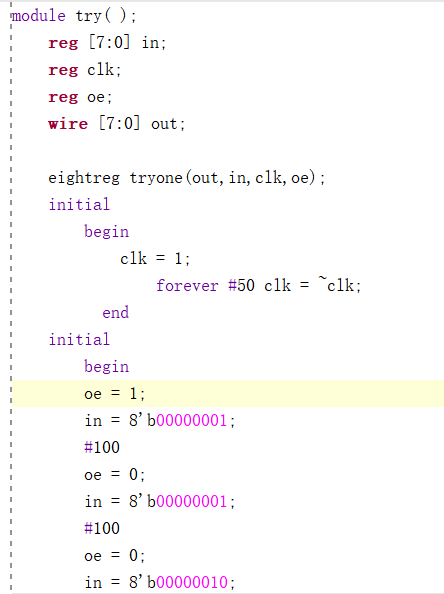 module try( );
reg [7:0] in;
reg clk;
reg oe;
wire [7:0] out;
eightreg tryone(out,in,clk,oe);
initial
begin
clk = 1;
forever #50 clk = ~clk;
end
initial
begin
oe = 1;
in = 8'b00000001;
#100
oe = 0;
in = 8'b00000001;
#100
oe = 0;
in = 8'b00000010;